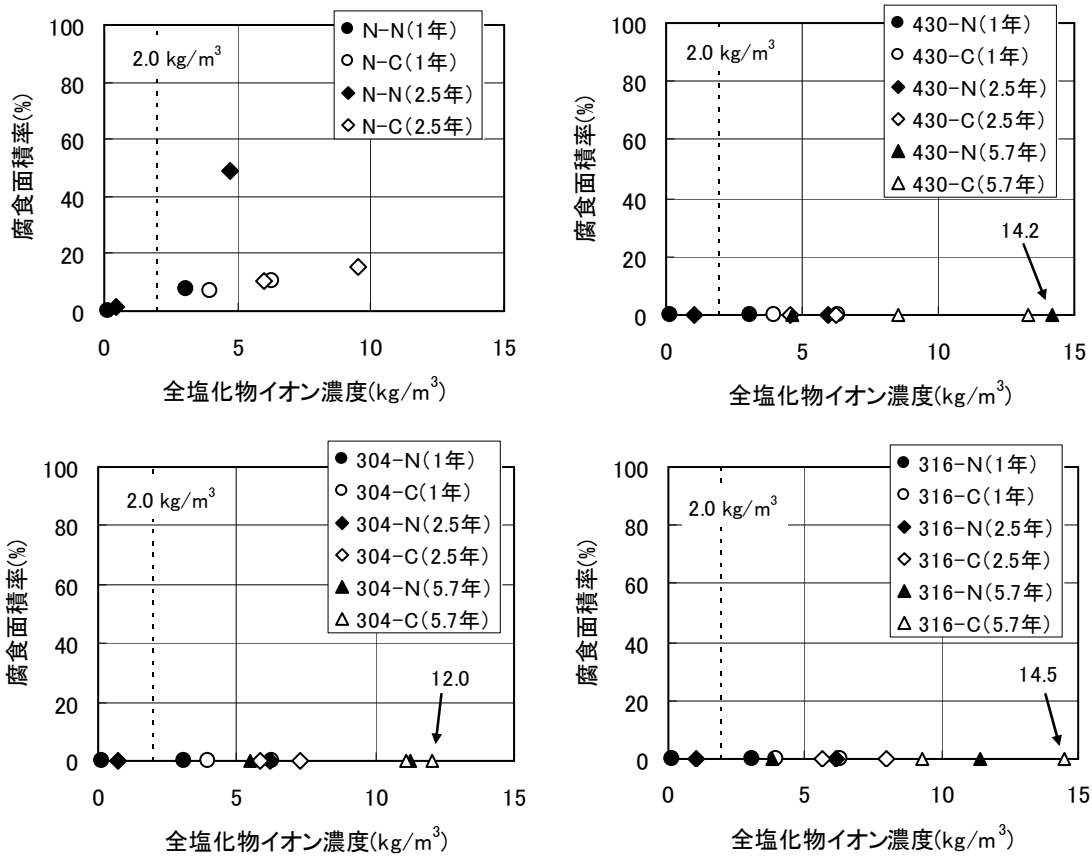 100
80
60
40
20
0
腐食面積率(%)
2.0 kg/m³
N-N(1年)
N-C(1年)
N-N(2.5年)
N-C(2.5年)
0 5 10 15
全塩化物イオン濃度(kg/m³)
100
80
60
40
20
0
腐食面積率(%)
2.0 kg/m³
430-N(1年)
430-C(1年)
430-N(2.5年)
430-C(2.5年)
430-N(5.7年)
430-C(5.7年)
14.2
0 5 10 15
全塩化物イオン濃度(kg/m³)
100
80
60
40
20
0
腐食面積率(%)
2.0 kg/m³
304-N(1年)
304-C(1年)
304-N(2.5年)
304-C(2.5年)
304-N(5.7年)
304-C(5.7年)
12.0
0 5 10 15
全塩化物イオン濃度(kg/m³)
100
80
60
40
20
0
腐食面積率(%)
2.0 kg/m³
316-N(1年)
316-C(1年)
316-N(2.5年)
316-C(2.5年)
316-N(5.7年)
316-C(5.7年)
14.5
0 5 10 15
全塩化物イオン濃度(kg/m³)